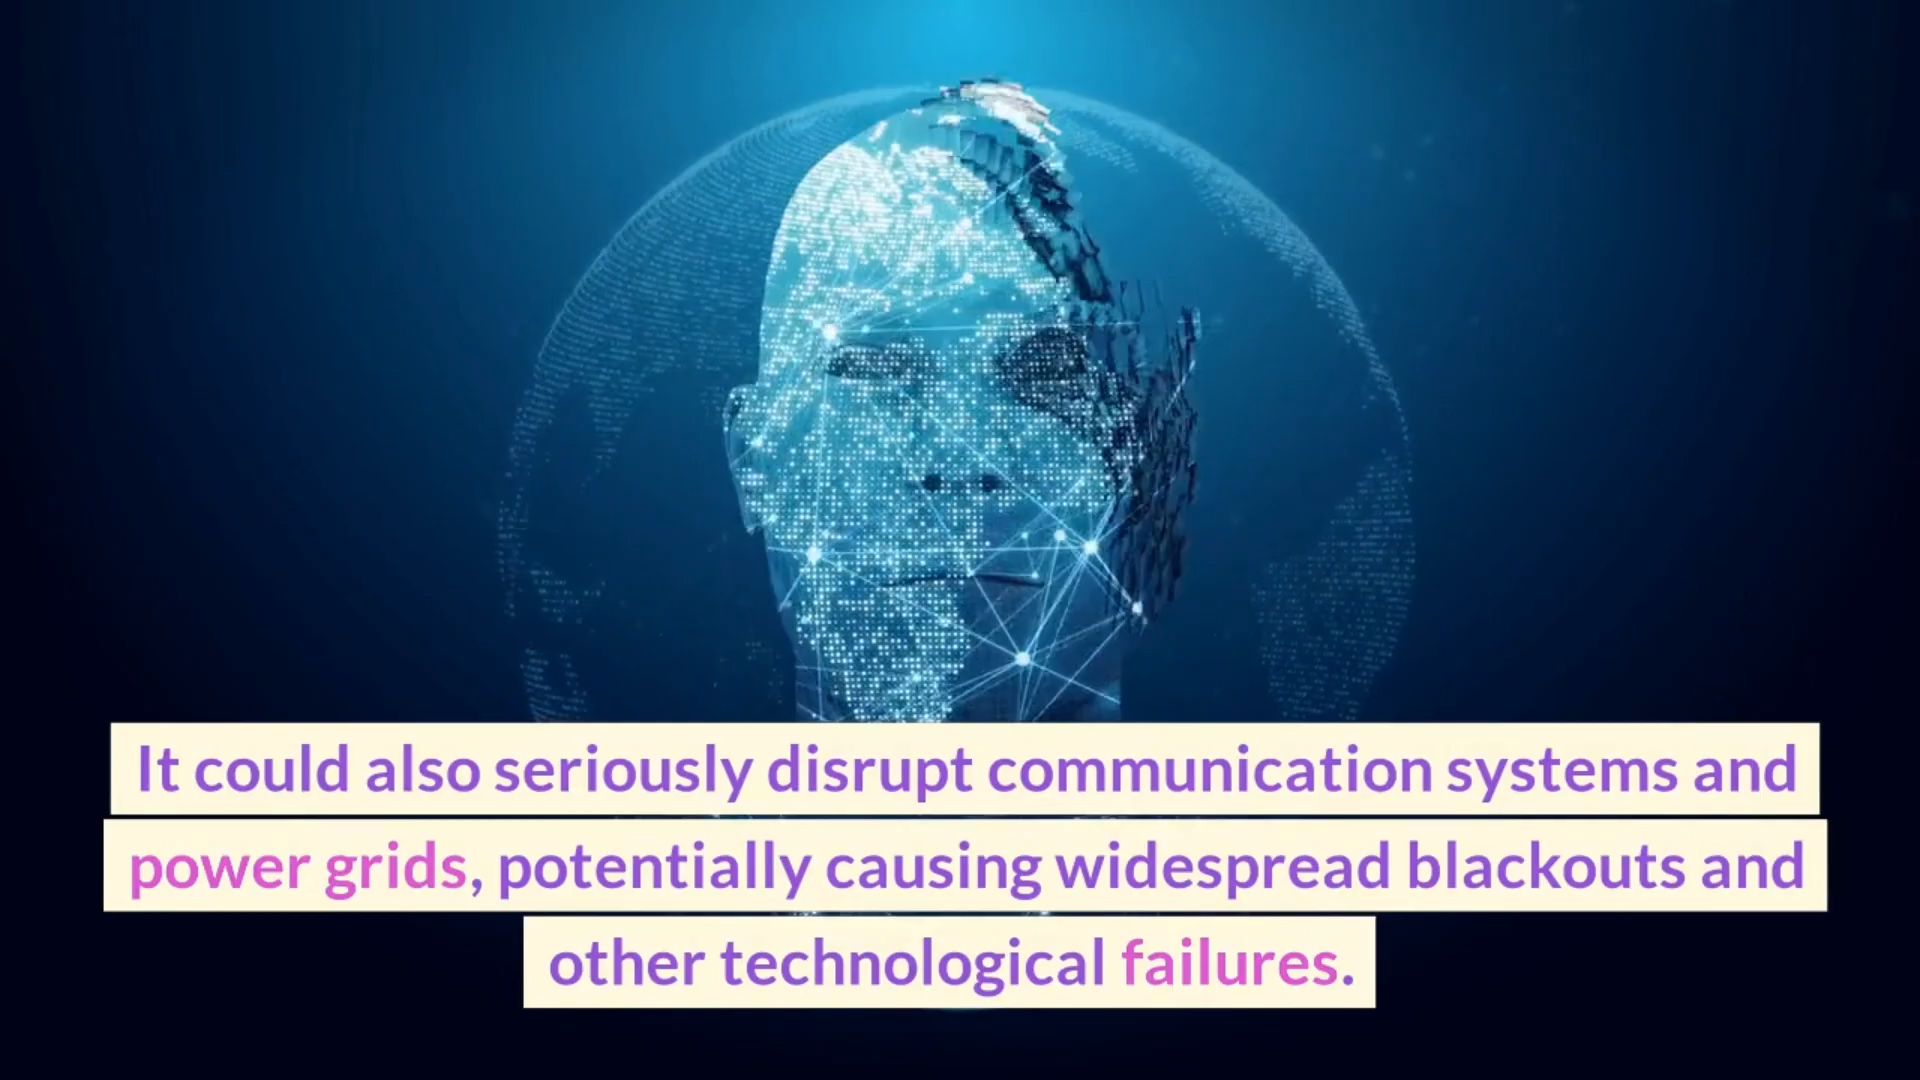 It could also seriously disrupt communication systems and
power grids, potentially causing widespread blackouts and
other technological failures.